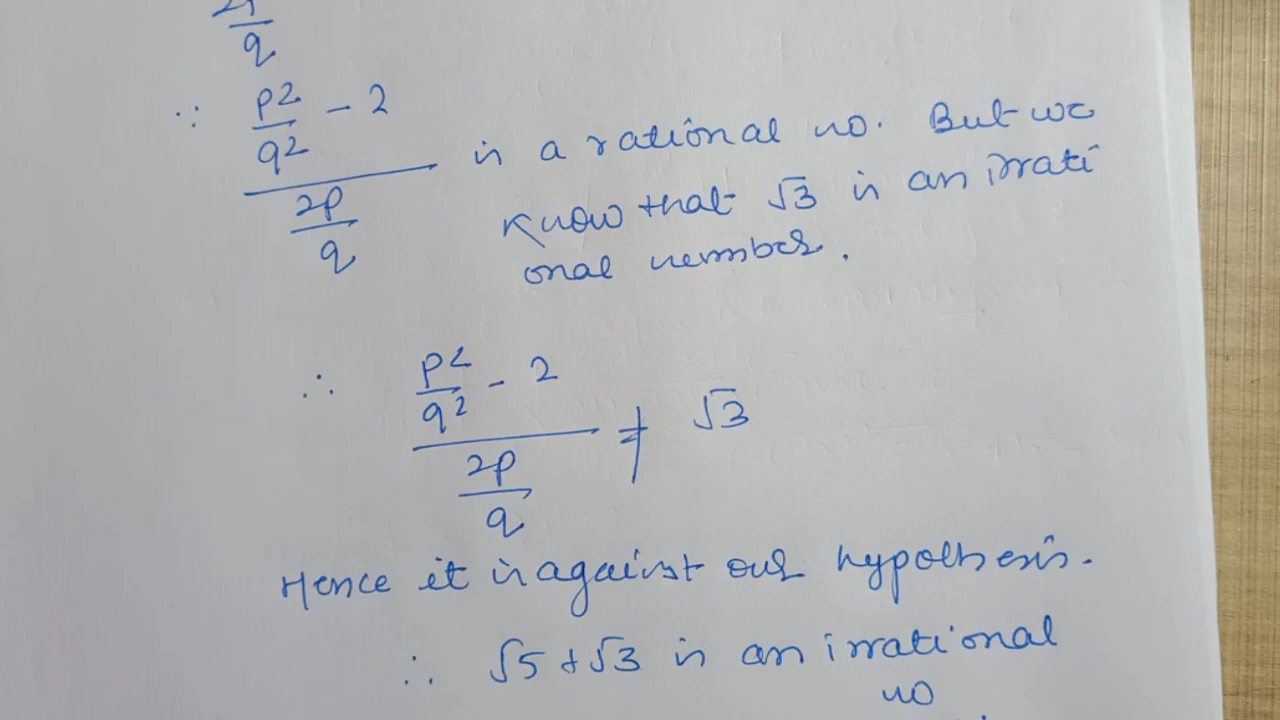 q
∵ p2
q2 - 2 is a rational no. But we
2p
q know that √3 is an irrati
onal number.
∴ p2
q2 - 2 ≠ √3
2p
q
Hence it is against our hypothesis.
∴ √5 + √3 is an irrational
no